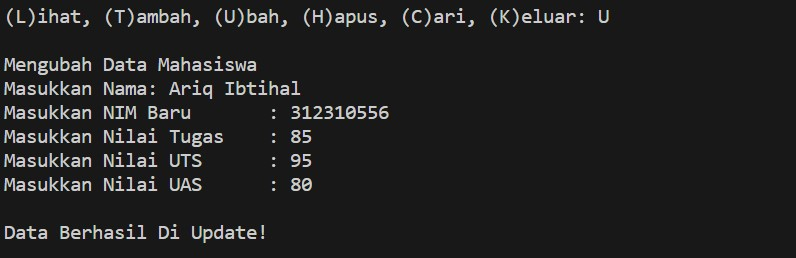 (L)ihat, (T)ambah, (U)bah, (H)apus, (C)ari, (K)eluar: U
Mengubah Data Mahasiswa
Masukkan Nama: Ariq Ibtihal
Masukkan NIM Baru      : 312310556
Masukkan Nilai Tugas   : 85
Masukkan Nilai UTS     : 95
Masukkan Nilai UAS     : 80
Data Berhasil Di Update!